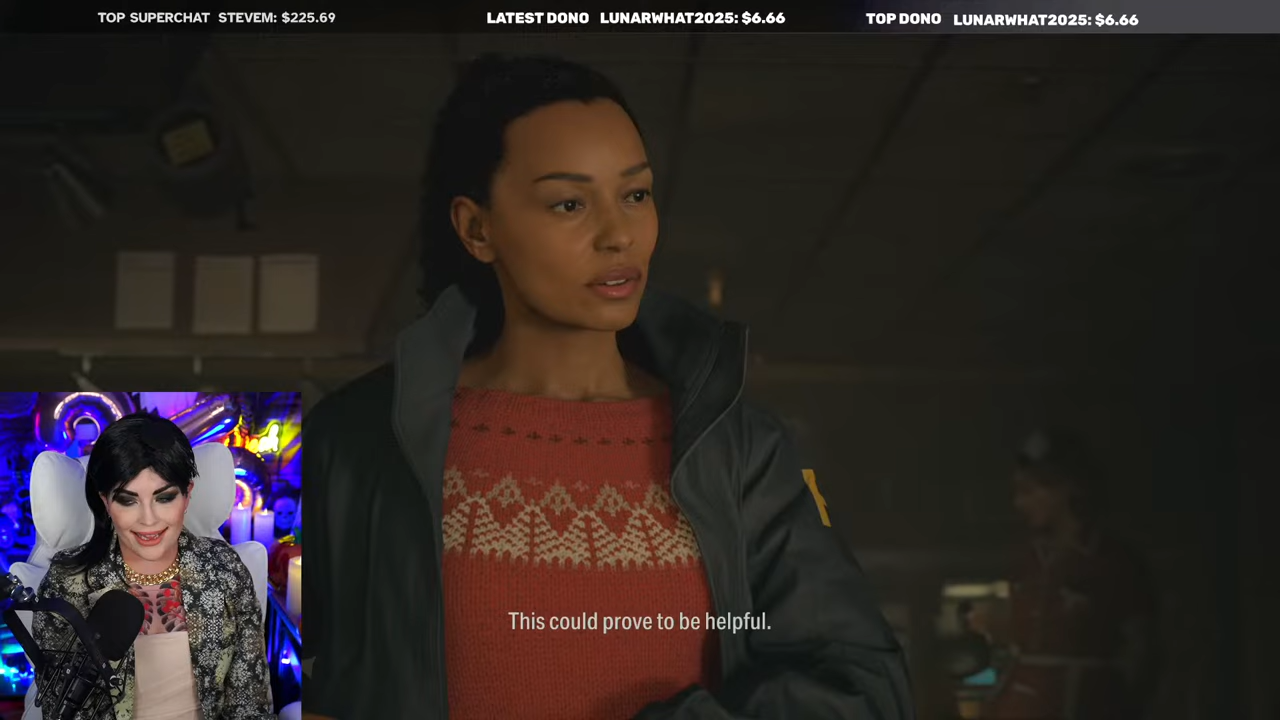 TOP SUPERCHAT STEVEM: $225.69
LATEST DONO LUNARWHAT2025: $6.66
TOP DONO LUNARWHAT2025: $6.66
This could prove to be helpful.